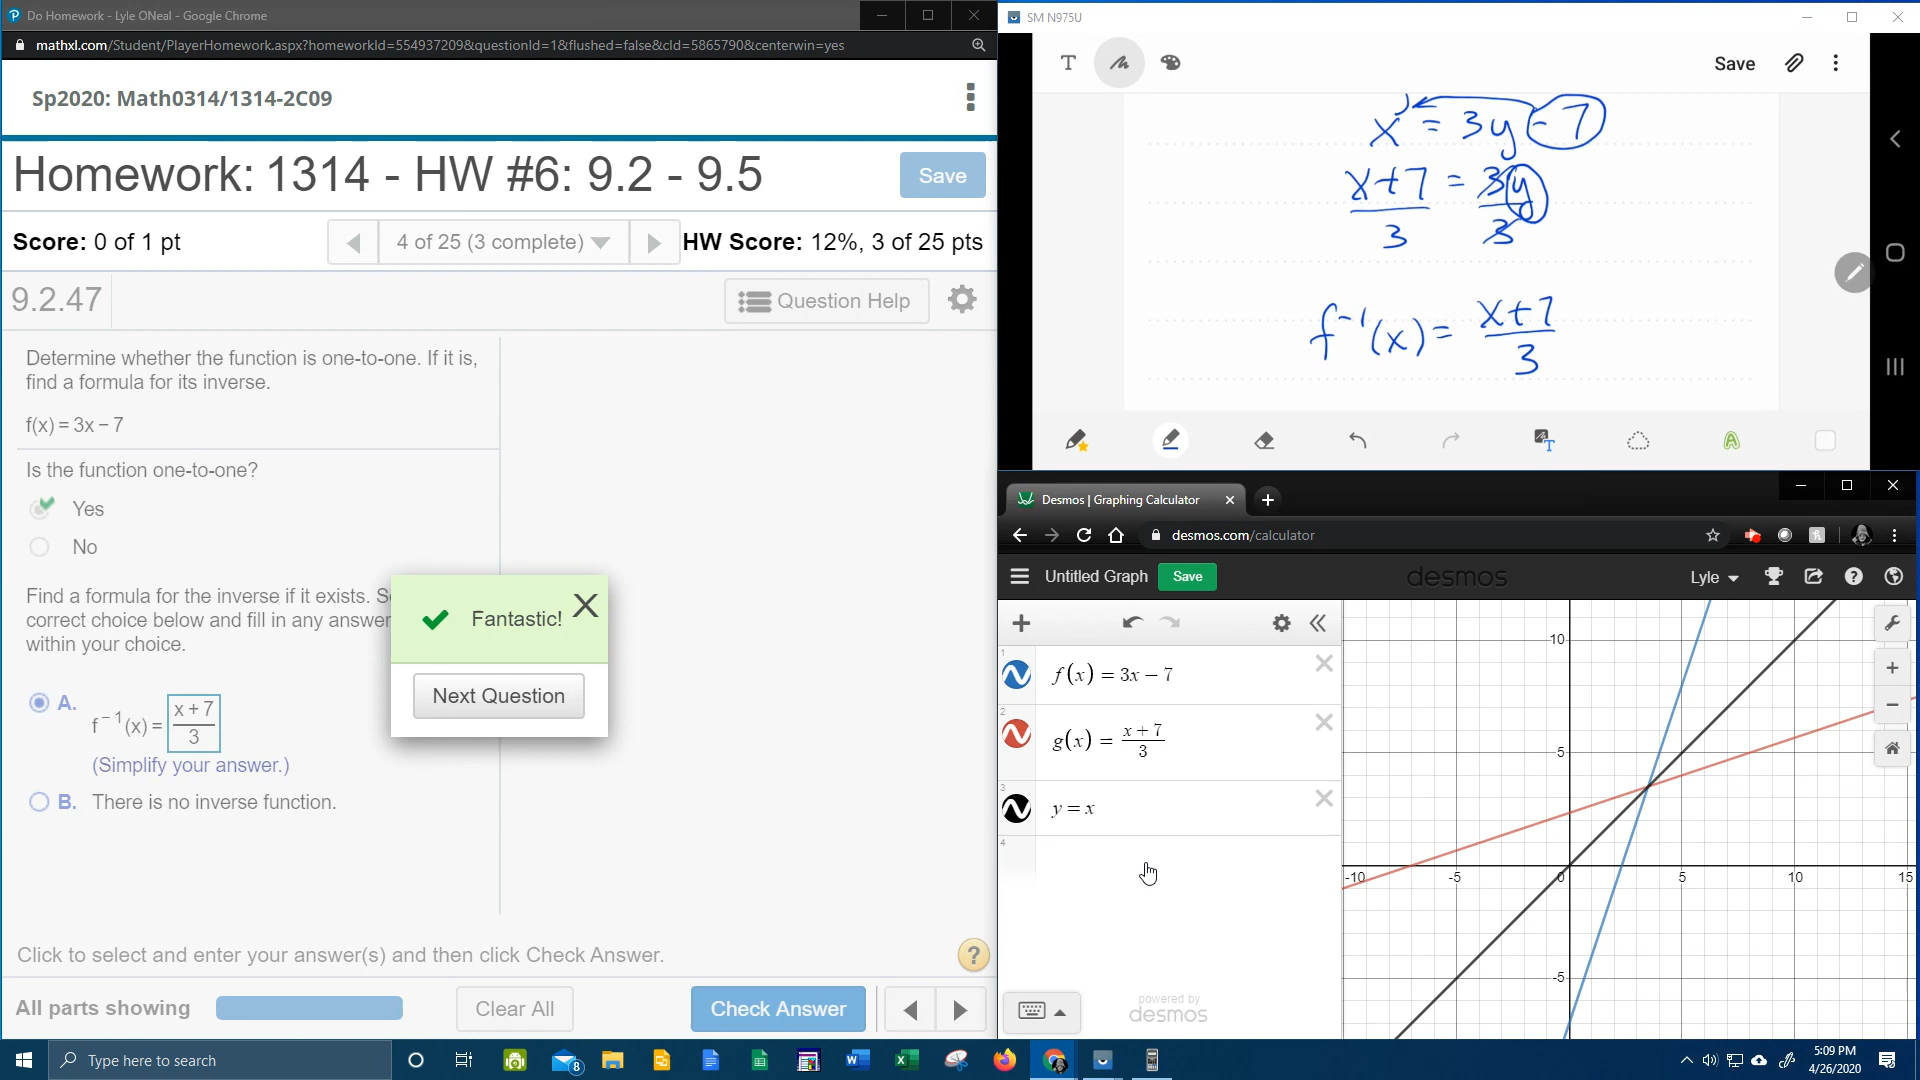 Do Homework - Lyle ONeal - Google Chrome
mathxl.com/Student/PlayerHomework.aspx?homeworkId=554937209&questionId=1&flushed=false&cId=5865790&centerwin=yes
Sp2020: Math0314/1314-2C09
Homework: 1314 - HW #6: 9.2 - 9.5
Save
Score: 0 of 1 pt
4 of 25 (3 complete)
HW Score: 12%, 3 of 25 pts
9.2.47
Question Help
Determine whether the function is one-to-one. If it is,
find a formula for its inverse.
f(x) = 3x − 7
Is the function one-to-one?
Yes
No
Find a formula for the inverse if it exists. S
correct choice below and fill in any answer
within your choice.
A. f⁻¹(x) = (x + 7)/3
(Simplify your answer.)
B. There is no inverse function.
Fantastic!
Next Question
Click to select and enter your answer(s) and then click Check Answer.
?
All parts showing
Clear All
Check Answer
SM N975U
T
Save
x = 3y − 7
x+7 = 3y
3 3
f⁻¹(x) = x+7
3
Desmos | Graphing Calculator
desmos.com/calculator
Untitled Graph
Save
desmos
Lyle
1
f(x) = 3x − 7
2
g(x) = (x + 7)/3
3
y = x
4
powered by
desmos
10
5
-10
-5
0
5
10
15
-5
Type here to search
8
5:09 PM
4/26/2020